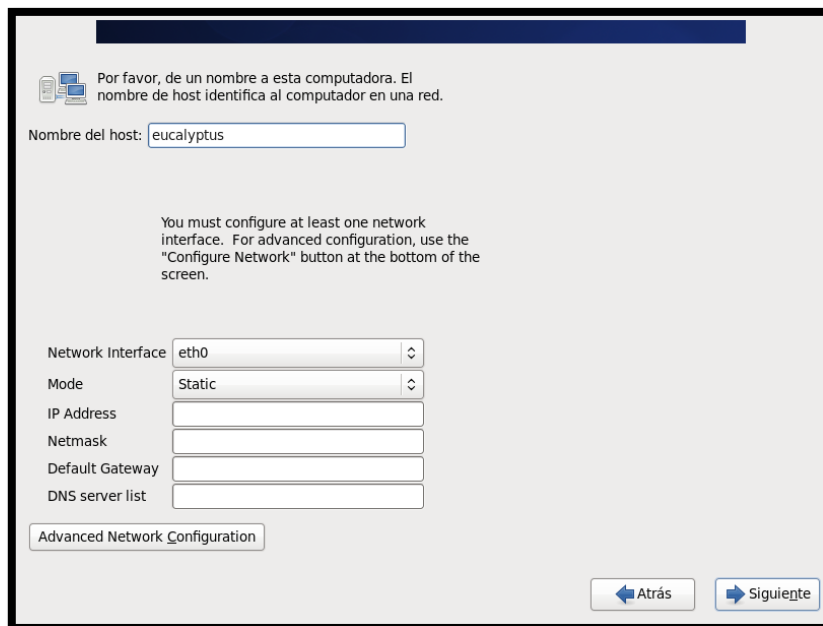 Por favor, de un nombre a esta computadora. El
nombre de host identifica al computador en una red.
Nombre del host: eucalyptus
You must configure at least one network
interface. For advanced configuration, use the
"Configure Network" button at the bottom of the
screen.
Network Interface eth0
Mode Static
IP Address
Netmask
Default Gateway
DNS server list
Advanced Network Configuration
Atrás Siguiente